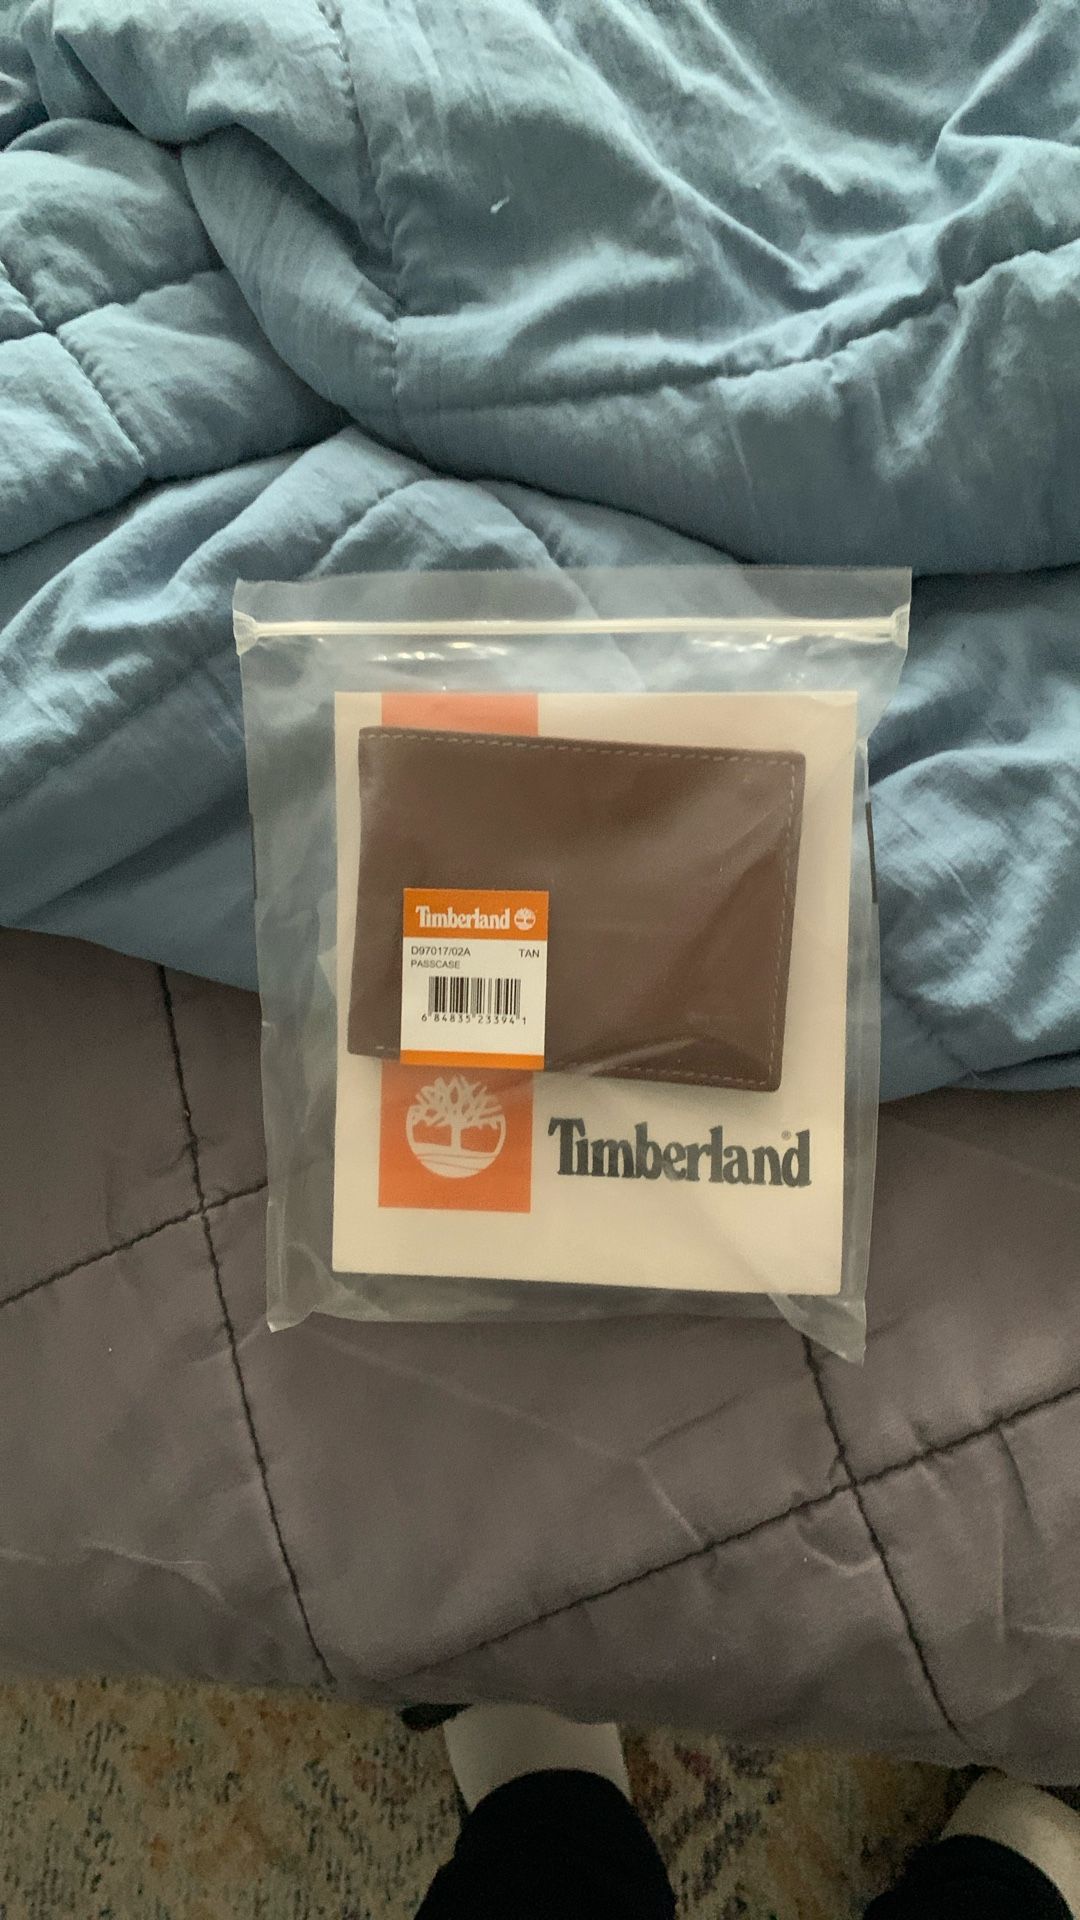 Timberland
D97017/02A TAN
PASSCASE
6 84835 23394 1
Timberland®